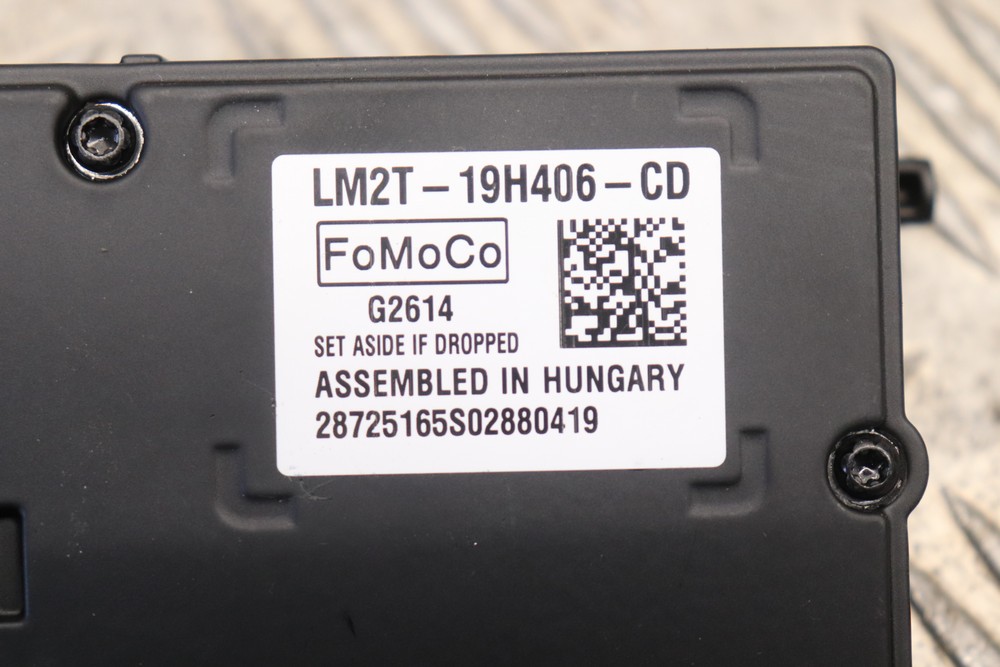 LM2T – 19H406 – CD
FoMoCo
G2614
SET ASIDE IF DROPPED
ASSEMBLED IN HUNGARY
28725165S02880419